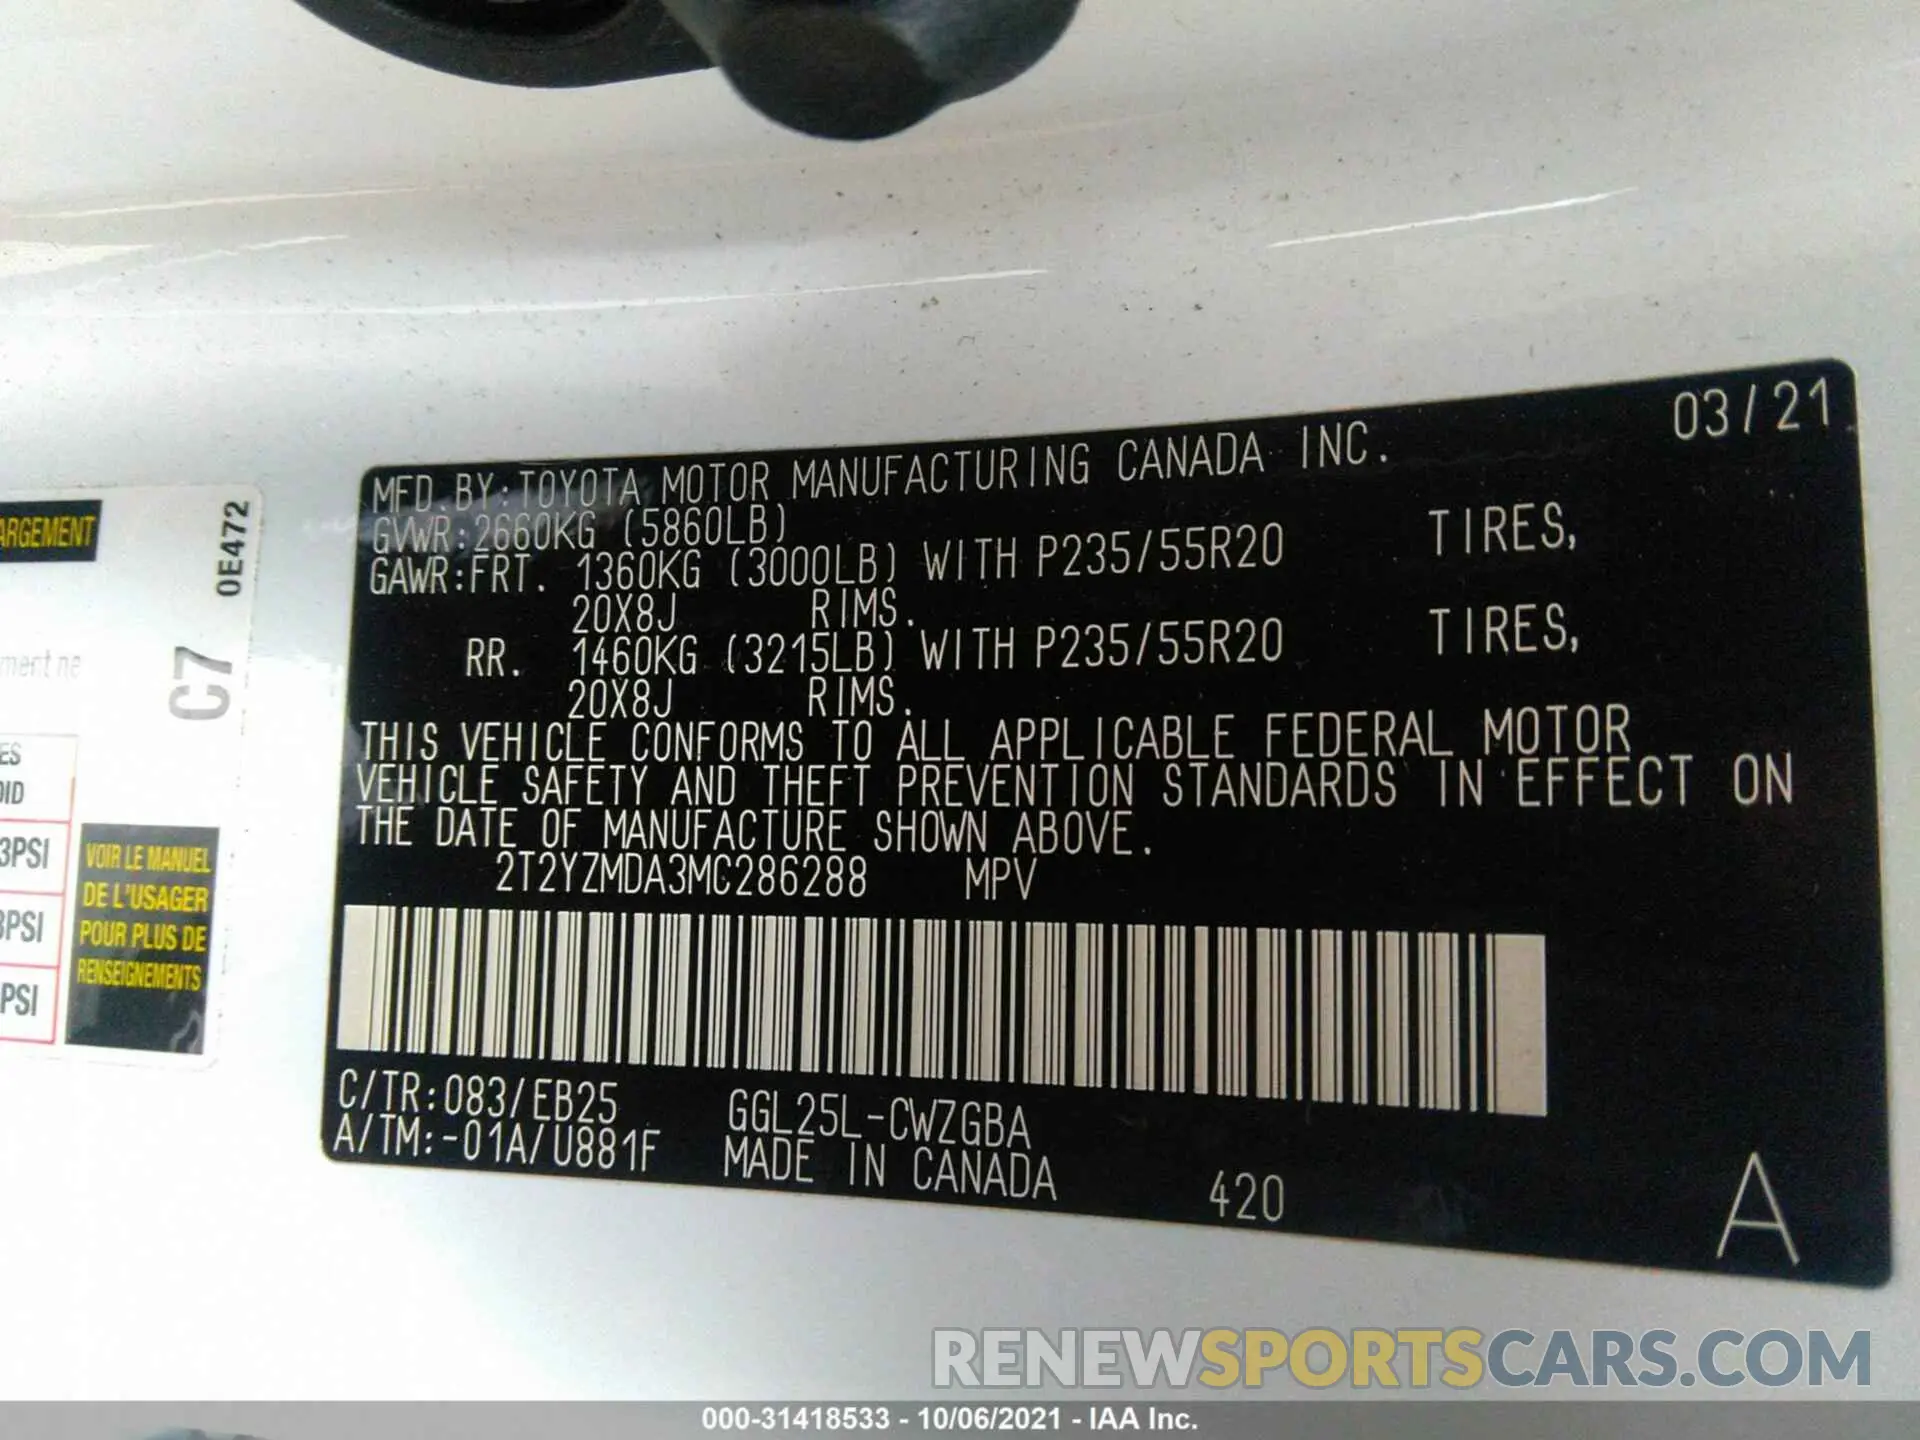 03/21
MFD.BY:TOYOTA MOTOR MANUFACTURING CANADA INC.
GVWR:2660KG (5860LB)
GAWR:FRT. 1360KG (3000LB) WITH P235/55R20 TIRES,
20X8J RIMS.
RR. 1460KG (3215LB) WITH P235/55R20 TIRES,
20X8J RIMS.
THIS VEHICLE CONFORMS TO ALL APPLICABLE FEDERAL MOTOR
VEHICLE SAFETY AND THEFT PREVENTION STANDARDS IN EFFECT ON
THE DATE OF MANUFACTURE SHOWN ABOVE.
2T2YZMDA3MC286288 MPV
C/TR:083/EB25 GGL25L-CWZGBA
A/TM:-01A/U881F MADE IN CANADA 420
A
ARGEMENT
0E472
C7
ment ne
ES
OID
3PSI
3PSI
PSI
VOIR LE MANUEL
DE L'USAGER
POUR PLUS DE
RENSEIGNEMENTS
RENEWSPORTSCARS.COM
000-31418533 - 10/06/2021 - IAA Inc.